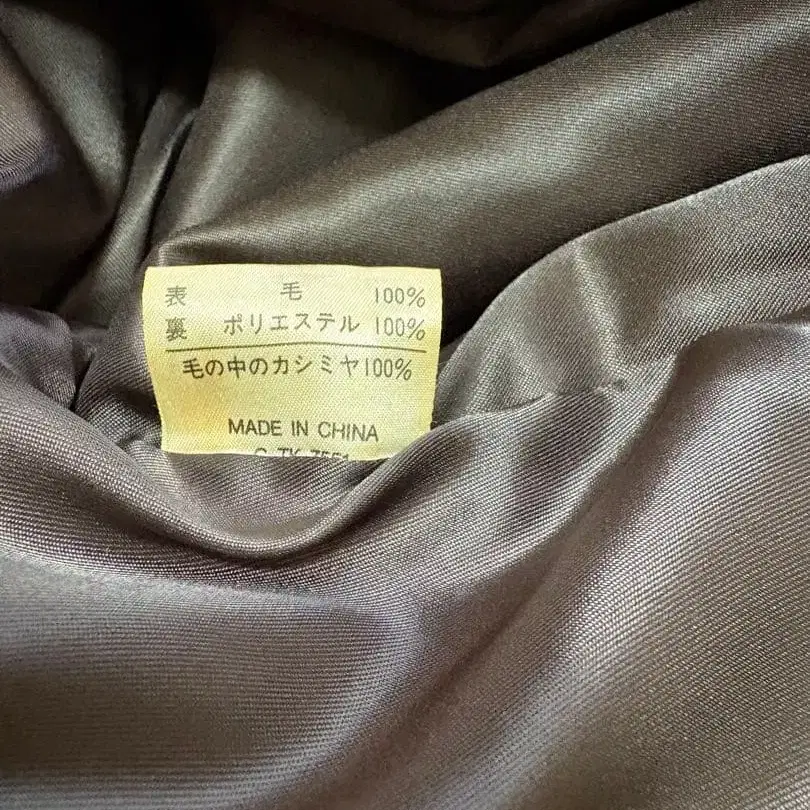 表 毛 100%
裏 ポリエステル 100%
毛の中のカシミヤ100%
MADE IN CHINA